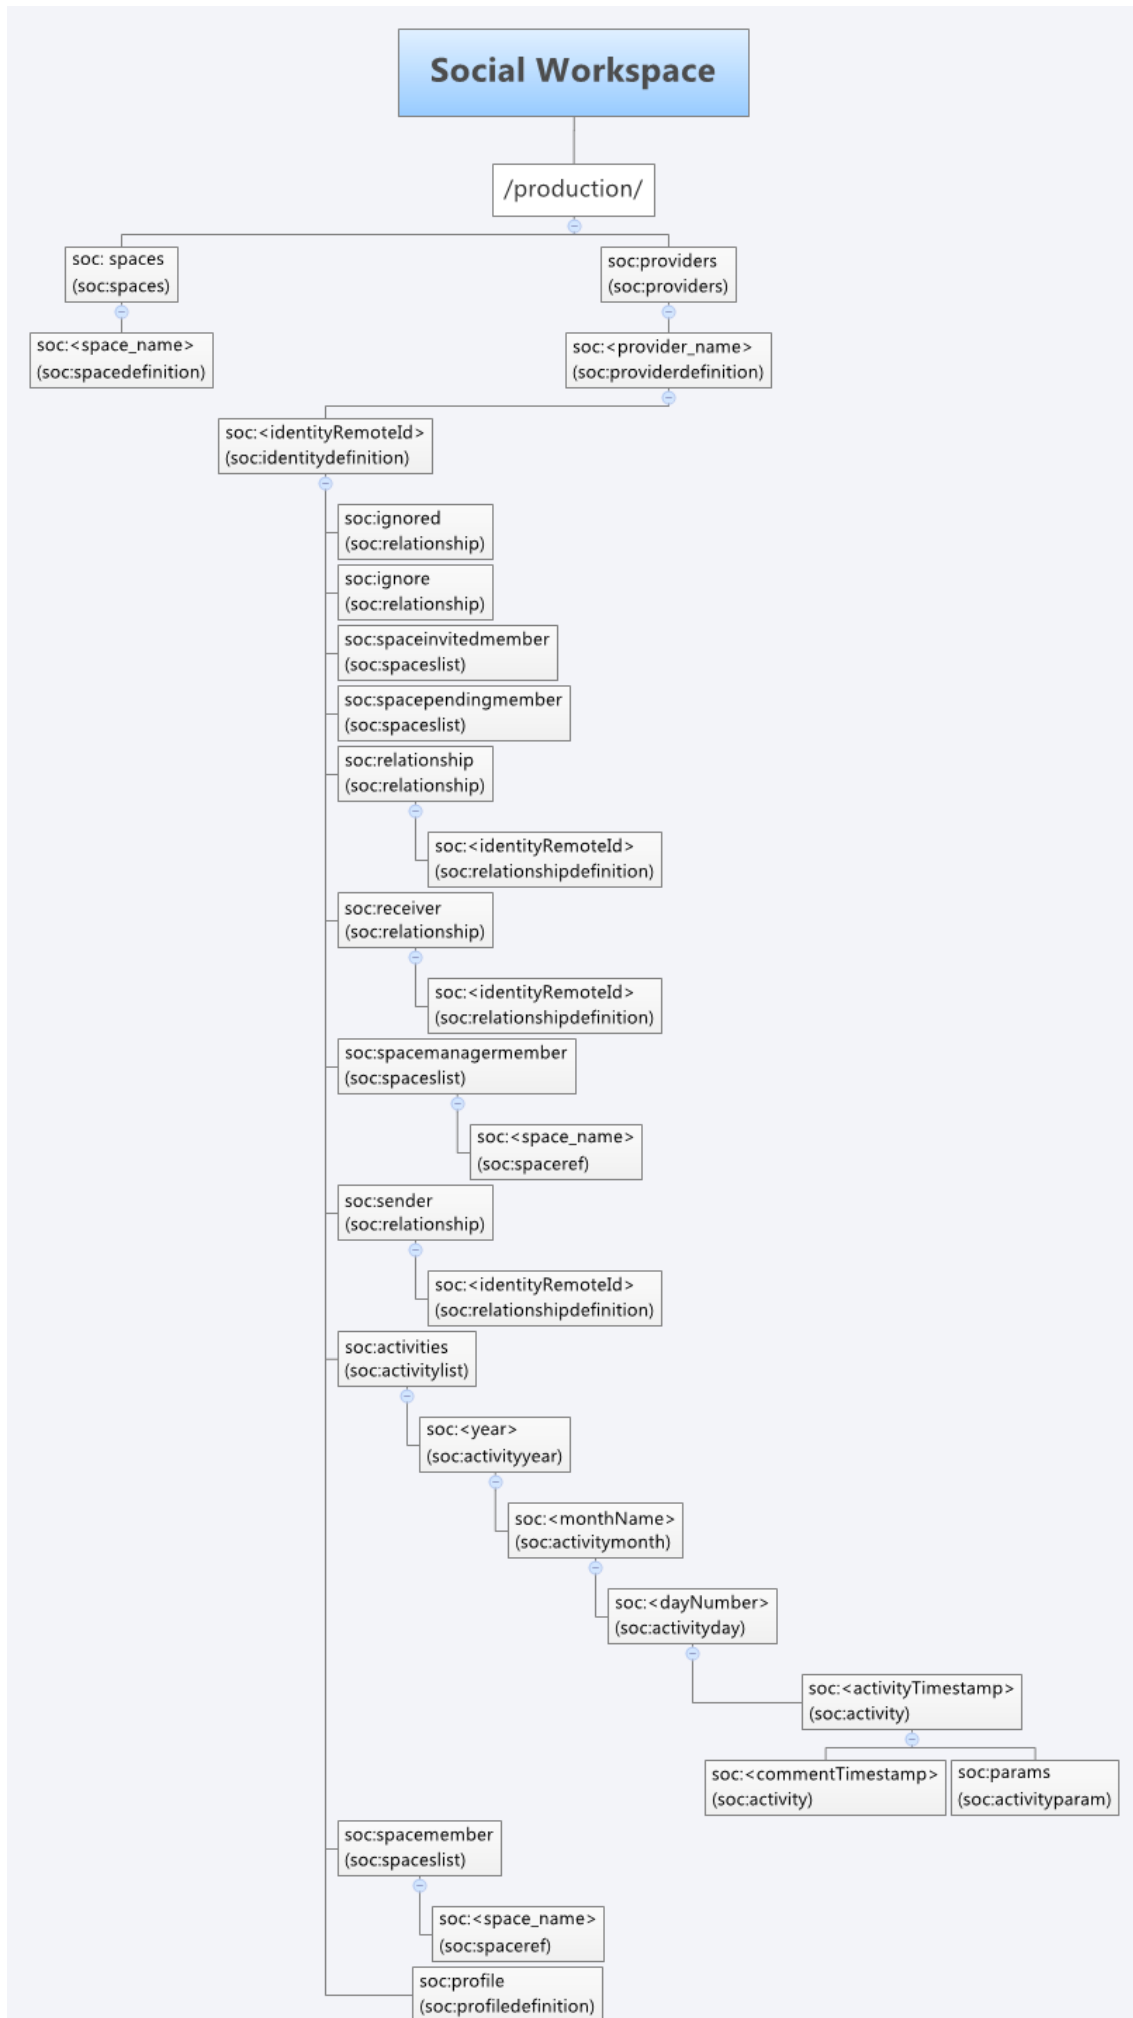 Social Workspace
/production/
soc: spaces
(soc:spaces)
soc:providers
(soc:providers)
soc:<space_name>
(soc:spacedefinition)
soc:<provider_name>
(soc:providerdefinition)
soc:<identityRemoteId>
(soc:identitydefinition)
soc:ignored
(soc:relationship)
soc:ignore
(soc:relationship)
soc:spaceinvitedmember
(soc:spaceslist)
soc:spacependingmember
(soc:spaceslist)
soc:relationship
(soc:relationship)
soc:<identityRemoteId>
(soc:relationshipdefinition)
soc:receiver
(soc:relationship)
soc:<identityRemoteId>
(soc:relationshipdefinition)
soc:spacemanagermember
(soc:spaceslist)
soc:<space_name>
(soc:spaceref)
soc:sender
(soc:relationship)
soc:<identityRemoteId>
(soc:relationshipdefinition)
soc:activities
(soc:activitylist)
soc:<year>
(soc:activityyear)
soc:<monthName>
(soc:activitymonth)
soc:<dayNumber>
(soc:activityday)
soc:<activityTimestamp>
(soc:activity)
soc:<commentTimestamp>
(soc:activity)
soc:params
(soc:activityparam)
soc:spacemember
(soc:spaceslist)
soc:<space_name>
(soc:spaceref)
soc:profile
(soc:profiledefinition)